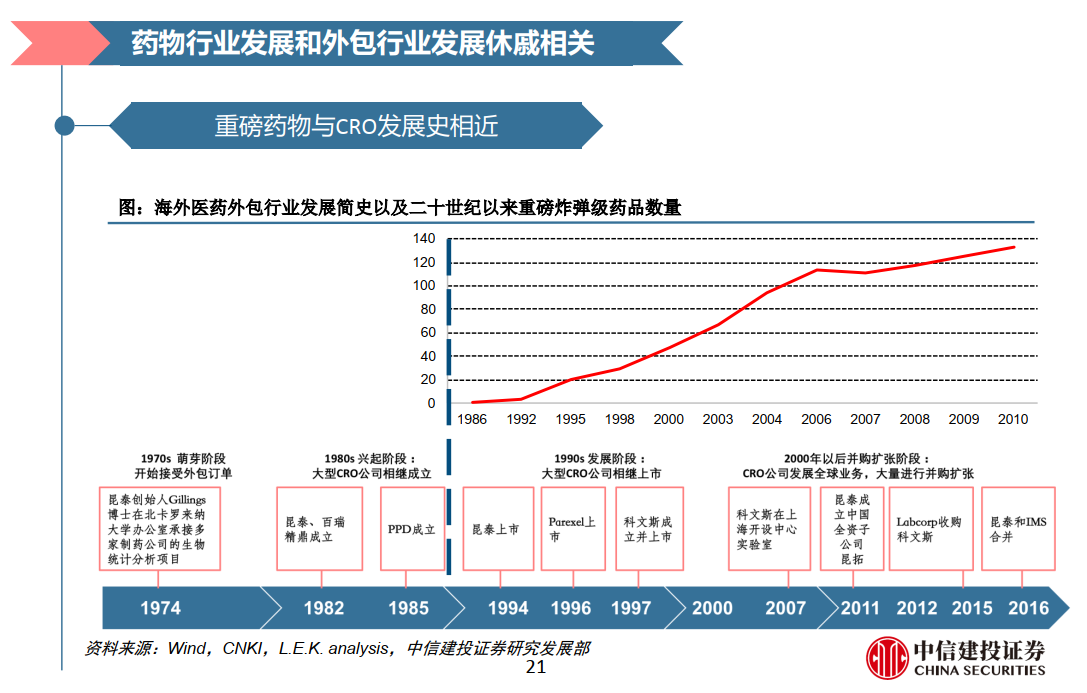 药物行业发展和外包行业发展休戚相关
重磅药物与CRO发展史相近
图：海外医药外包行业发展简史以及二十世纪以来重磅炸弹级药品数量
140
120
100
80
60
40
20
0
1986 1992 1995 1998 2000 2003 2004 2006 2007 2008 2009 2010
1970s 萌芽阶段
开始接受外包订单
1980s 兴起阶段：
大型CRO公司相继成立
1990s 发展阶段：
大型CRO公司相继上市
2000年以后并购扩张阶段：
CRO公司发展全球业务，大量进行并购扩张
昆泰创始人Gillings
博士在北卡罗来纳
大学办公室承接多
家制药公司的生物
统计分析项目
昆泰、百瑞
精鼎成立
PPD成立
昆泰上市
Parexel上
市
科文斯成
立并上市
科文斯在上
海开设中心
实验室
昆泰成
立中国
全资子
公司
昆拓
Labcorp收购
科文斯
昆泰和IMS
合并
1974 1982 1985 1994 1996 1997 2000 2007 2011 2012 2015 2016
资料来源：Wind，CNKI，L.E.K. analysis，中信建投证券研究发展部
21
中信建投证券
CHINA SECURITIES